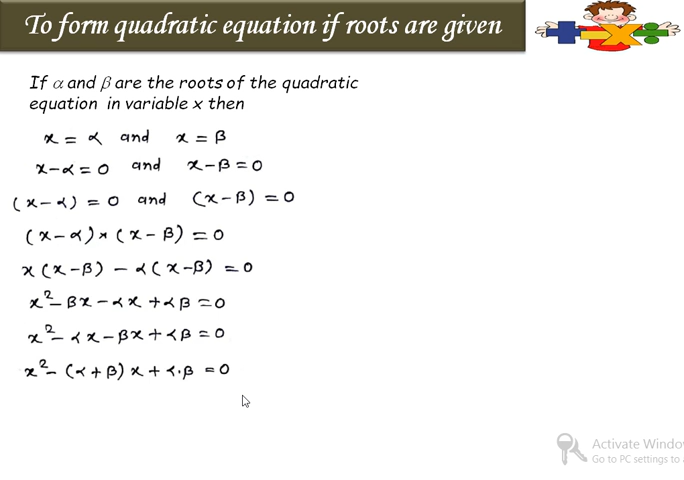 To form quadratic equation if roots are given
If α and β are the roots of the quadratic
equation in variable x then
x = α and x = β
x - α = 0 and x - β = 0
(x - α) = 0 and (x - β) = 0
(x - α) × (x - β) = 0
x (x - β) - α (x - β) = 0
x² - βx - αx + αβ = 0
x² - αx - βx + αβ = 0
x² - (α + β) x + α·β = 0
Activate Windo
Go to PC settings to a